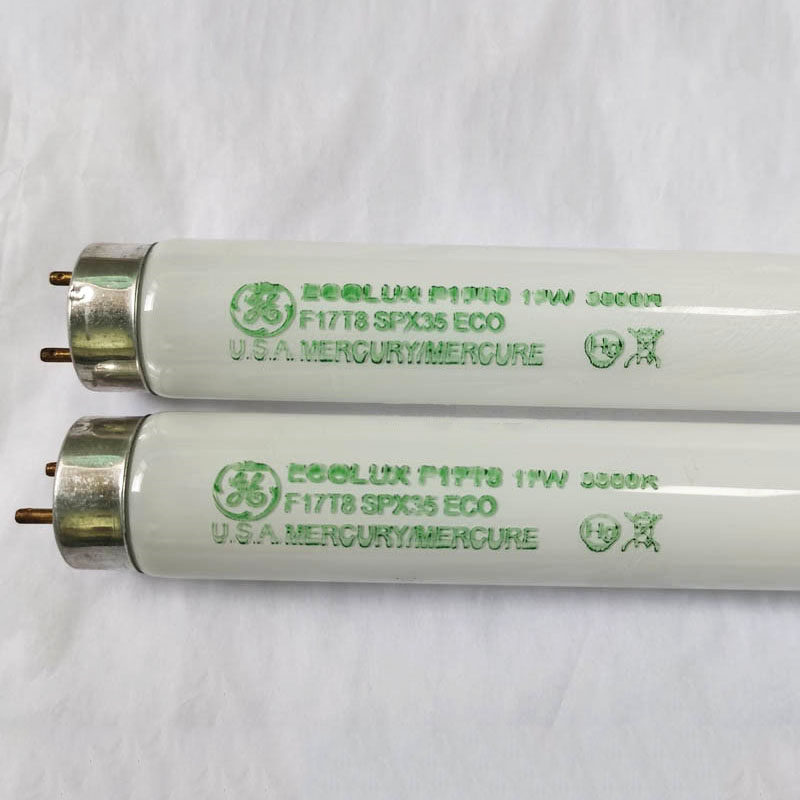 GE ECOLUX F17T8 17W 3500K
F17T8 SPX35 ECO
U.S.A. MERCURY/MERCURE Hg
GE ECOLUX F17T8 17W 3500K
F17T8 SPX35 ECO
U.S.A. MERCURY/MERCURE Hg